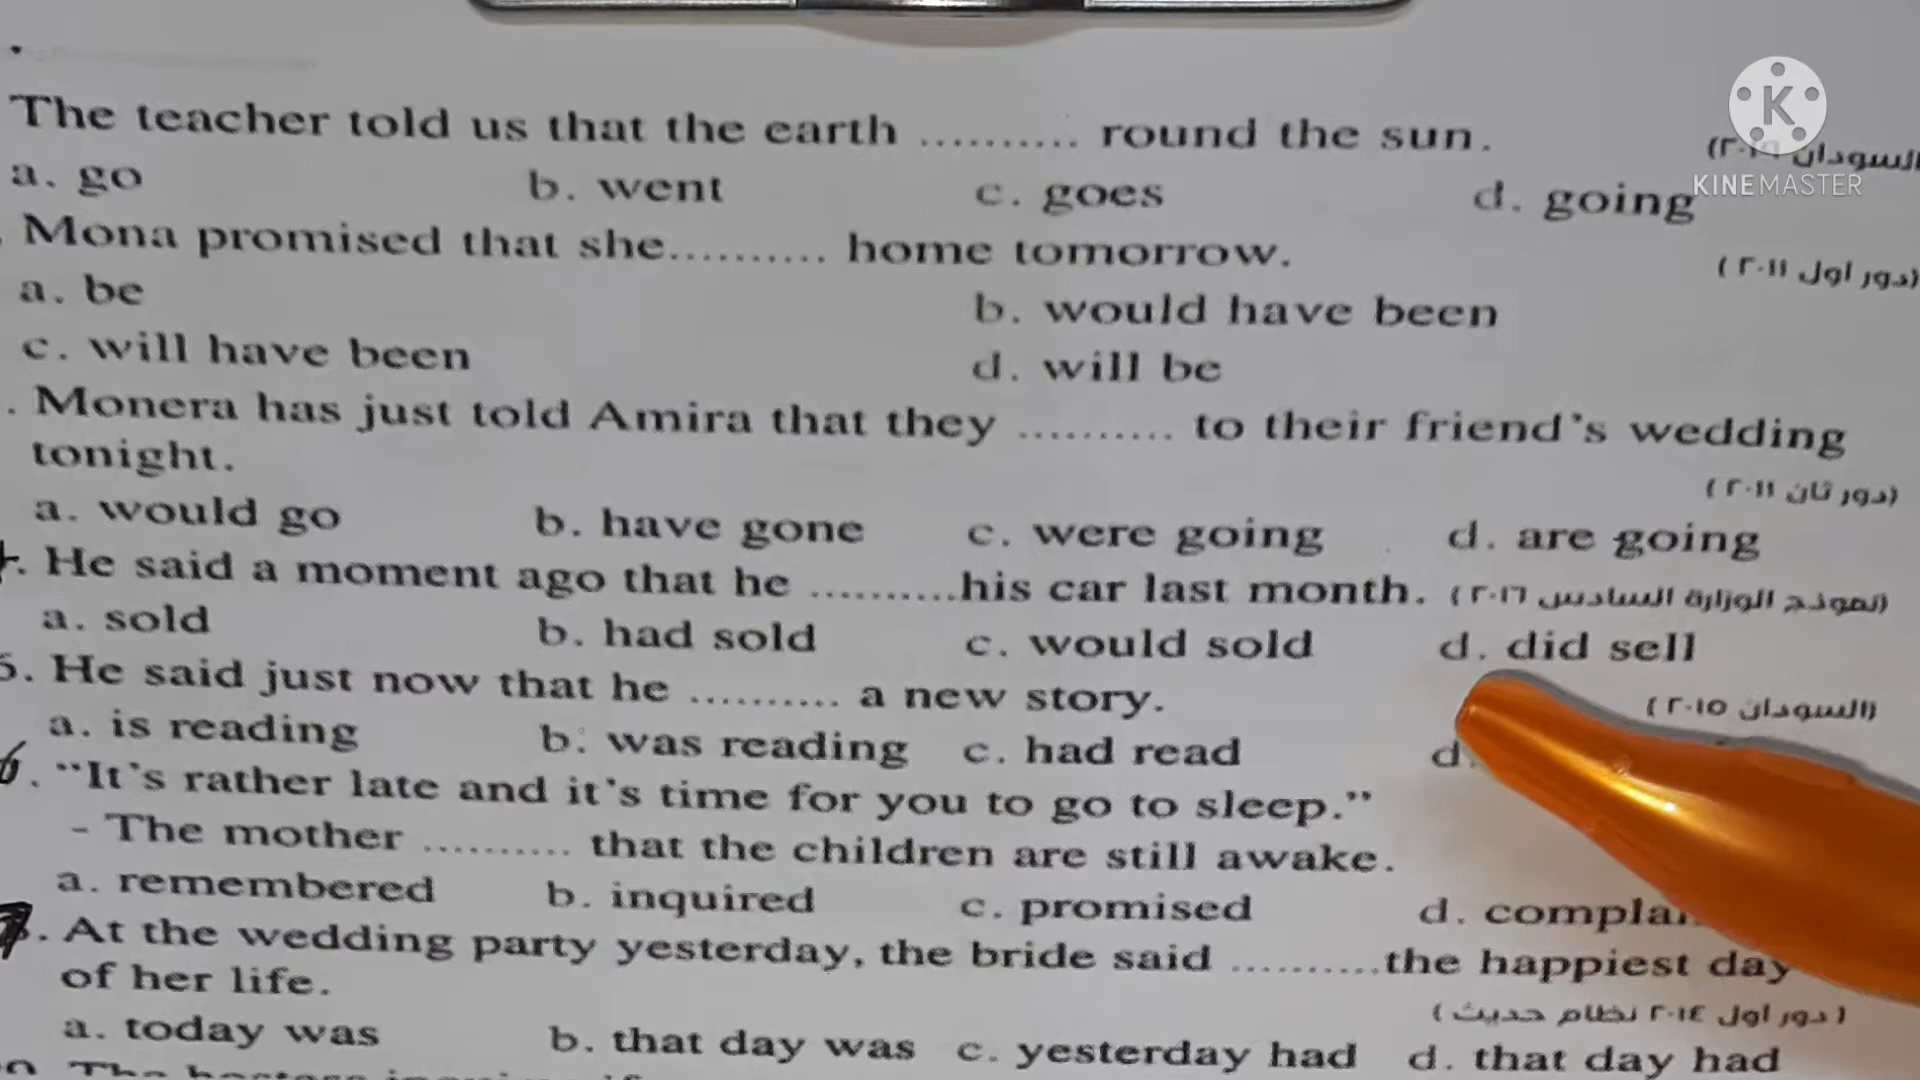 The teacher told us that the earth .......... round the sun. (السودان ٢٠١٩)
a. go b. went c. goes d. going
KINEMASTER
. Mona promised that she.......... home tomorrow. (دور اول ٢٠١١)
a. be b. would have been
c. will have been d. will be
. Monera has just told Amira that they .......... to their friend's wedding
tonight. (دور ثان ٢٠١١)
a. would go b. have gone c. were going d. are going
. He said a moment ago that he ..........his car last month. (نموذج الوزارة السادس ٢٠١٦)
a. sold b. had sold c. would sold d. did sell
5. He said just now that he .......... a new story. (السودان ٢٠١٥)
a. is reading b. was reading c. had read d.
6. "It's rather late and it's time for you to go to sleep."
- The mother .......... that the children are still awake.
a. remembered b. inquired c. promised d.
7. At the wedding party yesterday, the bride said ..........the happiest day
of her life. (دور اول ٢٠١٤ نظام حديث)
a. today was b. that day was c. yesterday had d. that day had